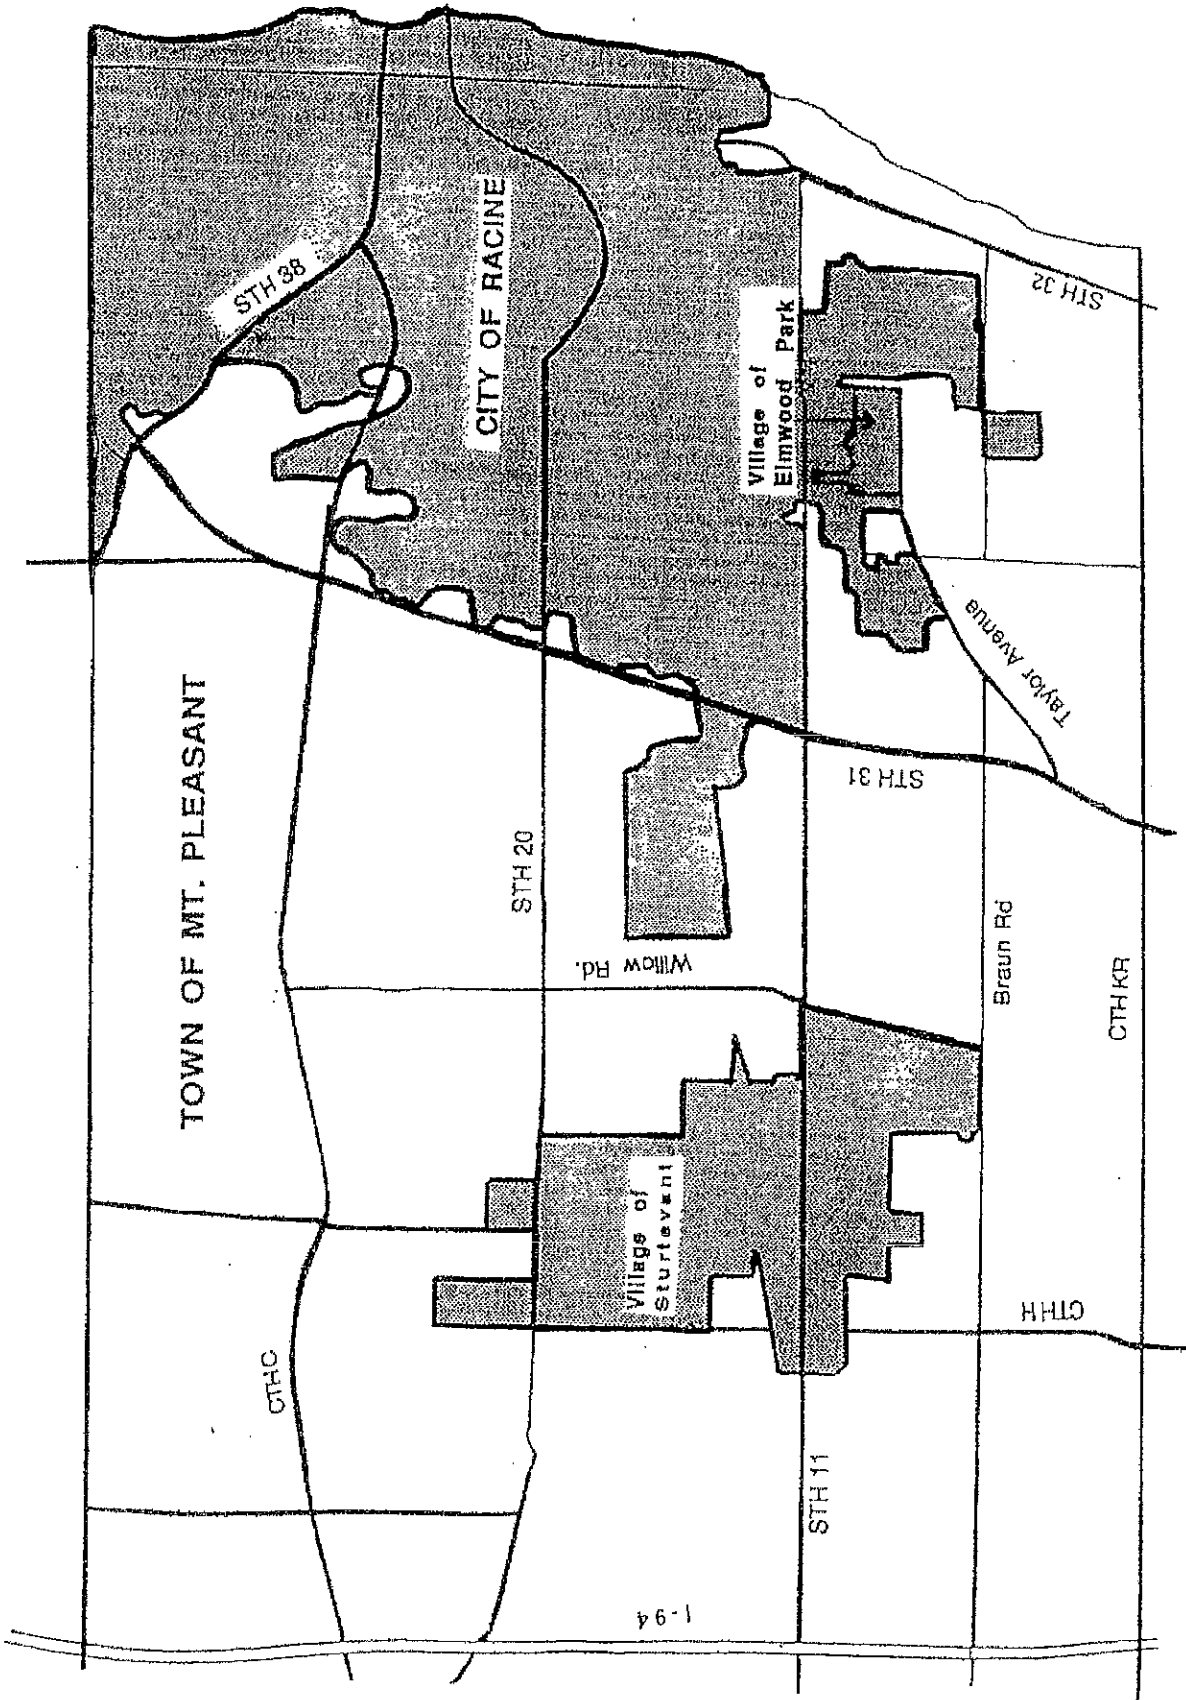 TOWN OF MT. PLEASANT
CITY OF RACINE
STH 38
Village of
Elmwood Park
Village of
Sturtevant
STH 20
Willow Rd.
STH 31
STH 32
Taylor Avenue
Braun Rd
CTH KR
CTH H
CTH C
STH 11
I-94